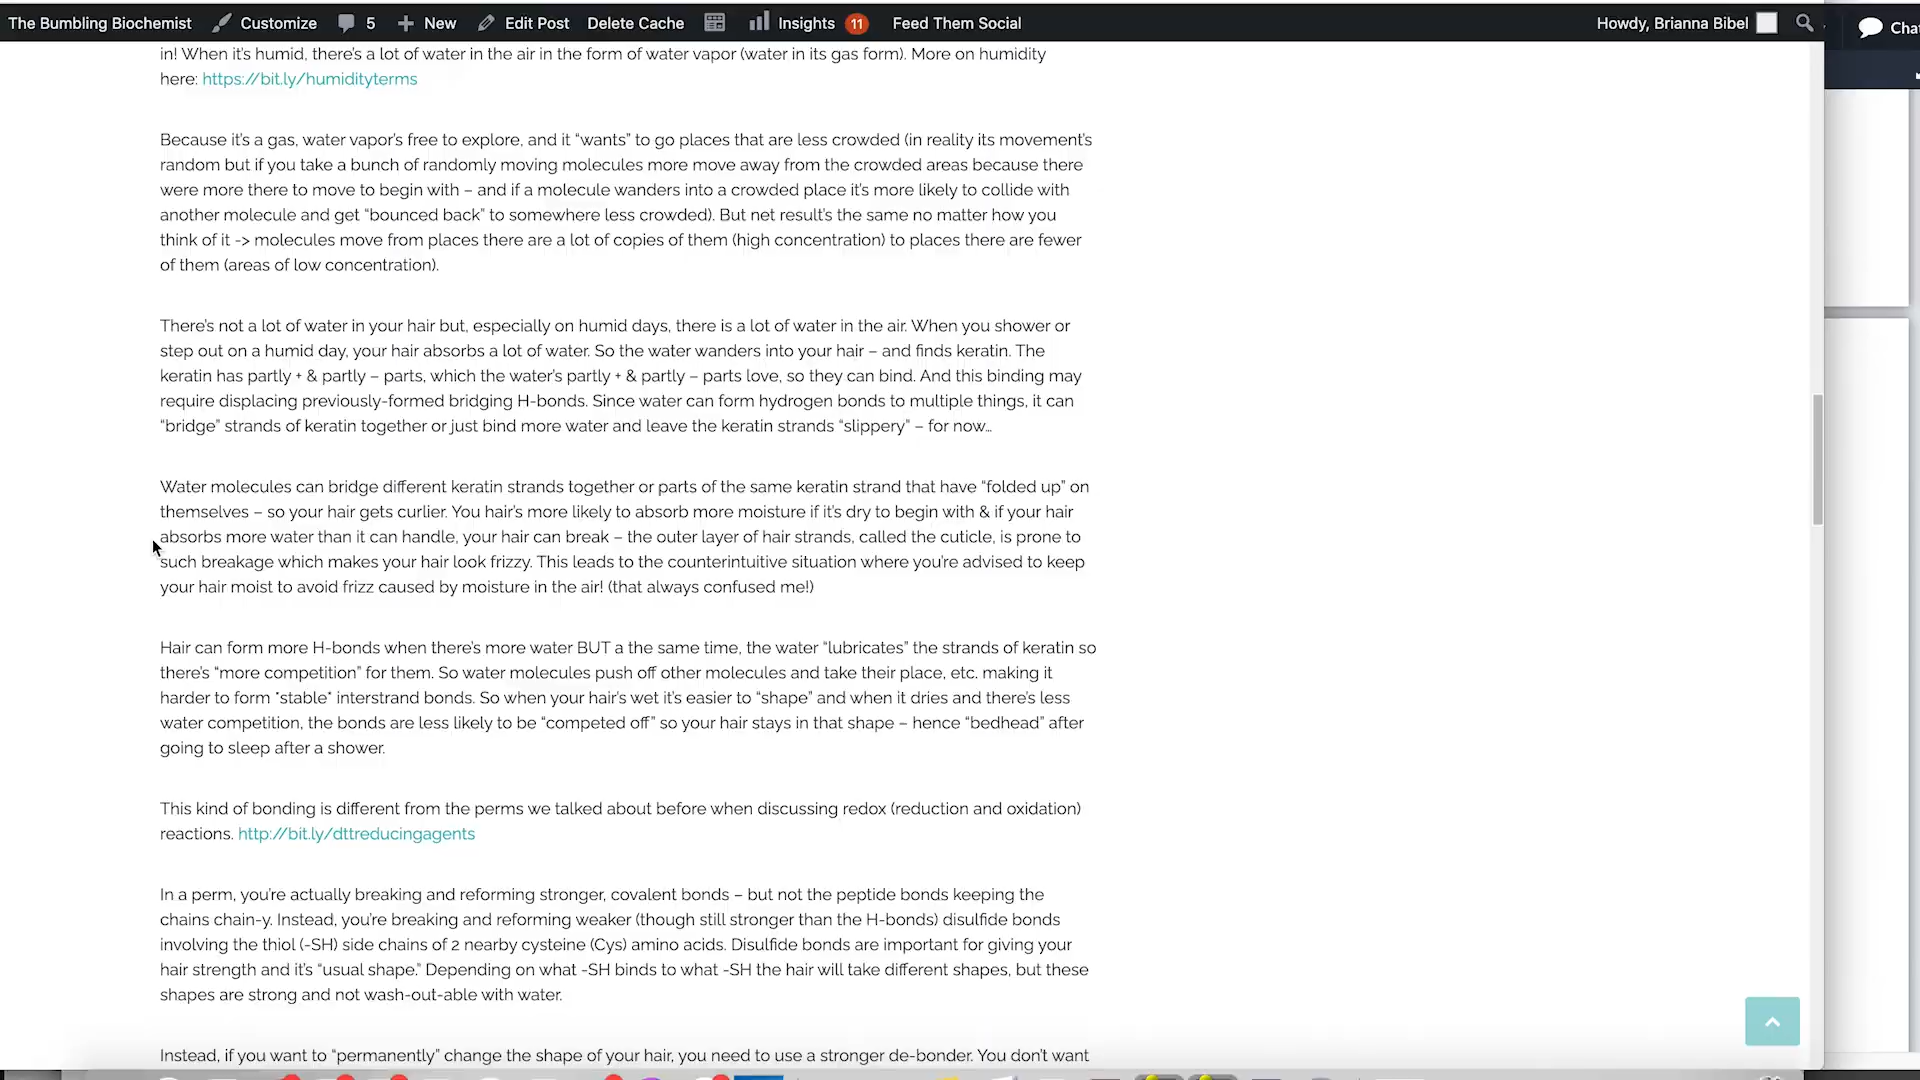 The Bumbling Biochemist Customize 5 New Edit Post Delete Cache Insights 11 Feed Them Social Howdy, Brianna Bibel
in! When it's humid, there's a lot of water in the air in the form of water vapor (water in its gas form). More on humidity
here: https://bit.ly/humidityterms
Because it's a gas, water vapor's free to explore, and it “wants” to go places that are less crowded (in reality its movement's
random but if you take a bunch of randomly moving molecules more move away from the crowded areas because there
were more there to move to begin with – and if a molecule wanders into a crowded place it's more likely to collide with
another molecule and get “bounced back” to somewhere less crowded). But net result's the same no matter how you
think of it -> molecules move from places there are a lot of copies of them (high concentration) to places there are fewer
of them (areas of low concentration).
There's not a lot of water in your hair but, especially on humid days, there is a lot of water in the air. When you shower or
step out on a humid day, your hair absorbs a lot of water. So the water wanders into your hair – and finds keratin. The
keratin has partly + & partly – parts, which the water's partly + & partly – parts love, so they can bind. And this binding may
require displacing previously-formed bridging H-bonds. Since water can form hydrogen bonds to multiple things, it can
“bridge” strands of keratin together or just bind more water and leave the keratin strands “slippery” – for now…
Water molecules can bridge different keratin strands together or parts of the same keratin strand that have “folded up” on
themselves – so your hair gets curlier. You hair's more likely to absorb more moisture if it's dry to begin with & if your hair
absorbs more water than it can handle, your hair can break – the outer layer of hair strands, called the cuticle, is prone to
such breakage which makes your hair look frizzy. This leads to the counterintuitive situation where you're advised to keep
your hair moist to avoid frizz caused by moisture in the air! (that always confused me!)
Hair can form more H-bonds when there's more water BUT a the same time, the water “lubricates” the strands of keratin so
there's “more competition” for them. So water molecules push off other molecules and take their place, etc. making it
harder to form *stable* interstrand bonds. So when your hair's wet it's easier to “shape” and when it dries and there's less
water competition, the bonds are less likely to be “competed off” so your hair stays in that shape – hence “bedhead” after
going to sleep after a shower.
This kind of bonding is different from the perms we talked about before when discussing redox (reduction and oxidation)
reactions. http://bit.ly/dttreducingagents
In a perm, you're actually breaking and reforming stronger, covalent bonds – but not the peptide bonds keeping the
chains chain-y. Instead, you're breaking and reforming weaker (though still stronger than the H-bonds) disulfide bonds
involving the thiol (-SH) side chains of 2 nearby cysteine (Cys) amino acids. Disulfide bonds are important for giving your
hair strength and it's “usual shape.” Depending on what -SH binds to what -SH the hair will take different shapes, but these
shapes are strong and not wash-out-able with water.
Instead, if you want to “permanently” change the shape of your hair, you need to use a stronger de-bonder. You don't want